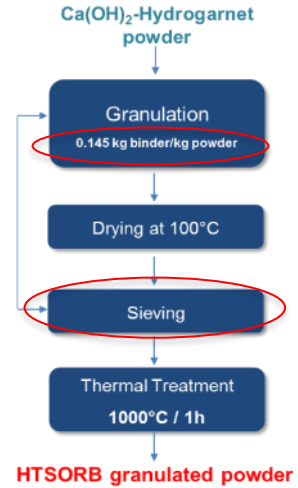 Ca(OH)₂-Hydrogarnet
powder
Granulation
0.145 kg binder/kg powder
Drying at 100°C
Sieving
Thermal Treatment
1000°C / 1h
HTSORB granulated powder